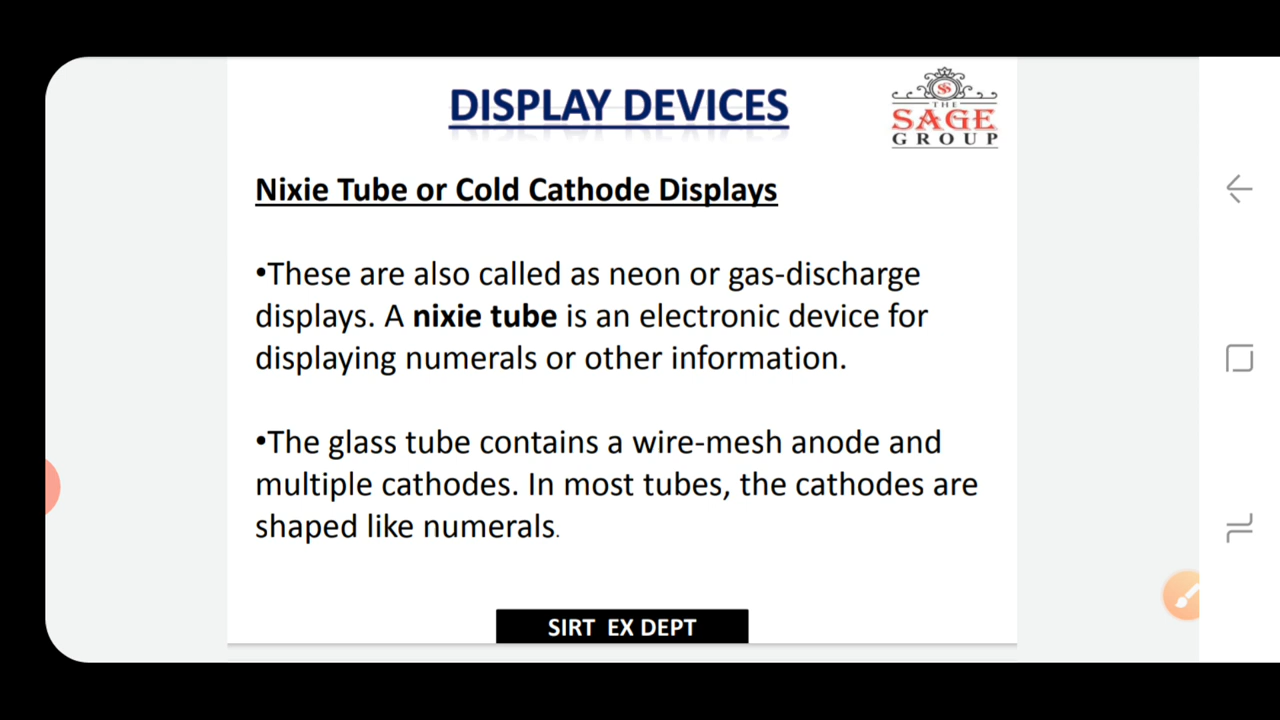 DISPLAY DEVICES
THE
SAGE
GROUP
Nixie Tube or Cold Cathode Displays
•These are also called as neon or gas-discharge
displays. A nixie tube is an electronic device for
displaying numerals or other information.
•The glass tube contains a wire-mesh anode and
multiple cathodes. In most tubes, the cathodes are
shaped like numerals.
SIRT EX DEPT